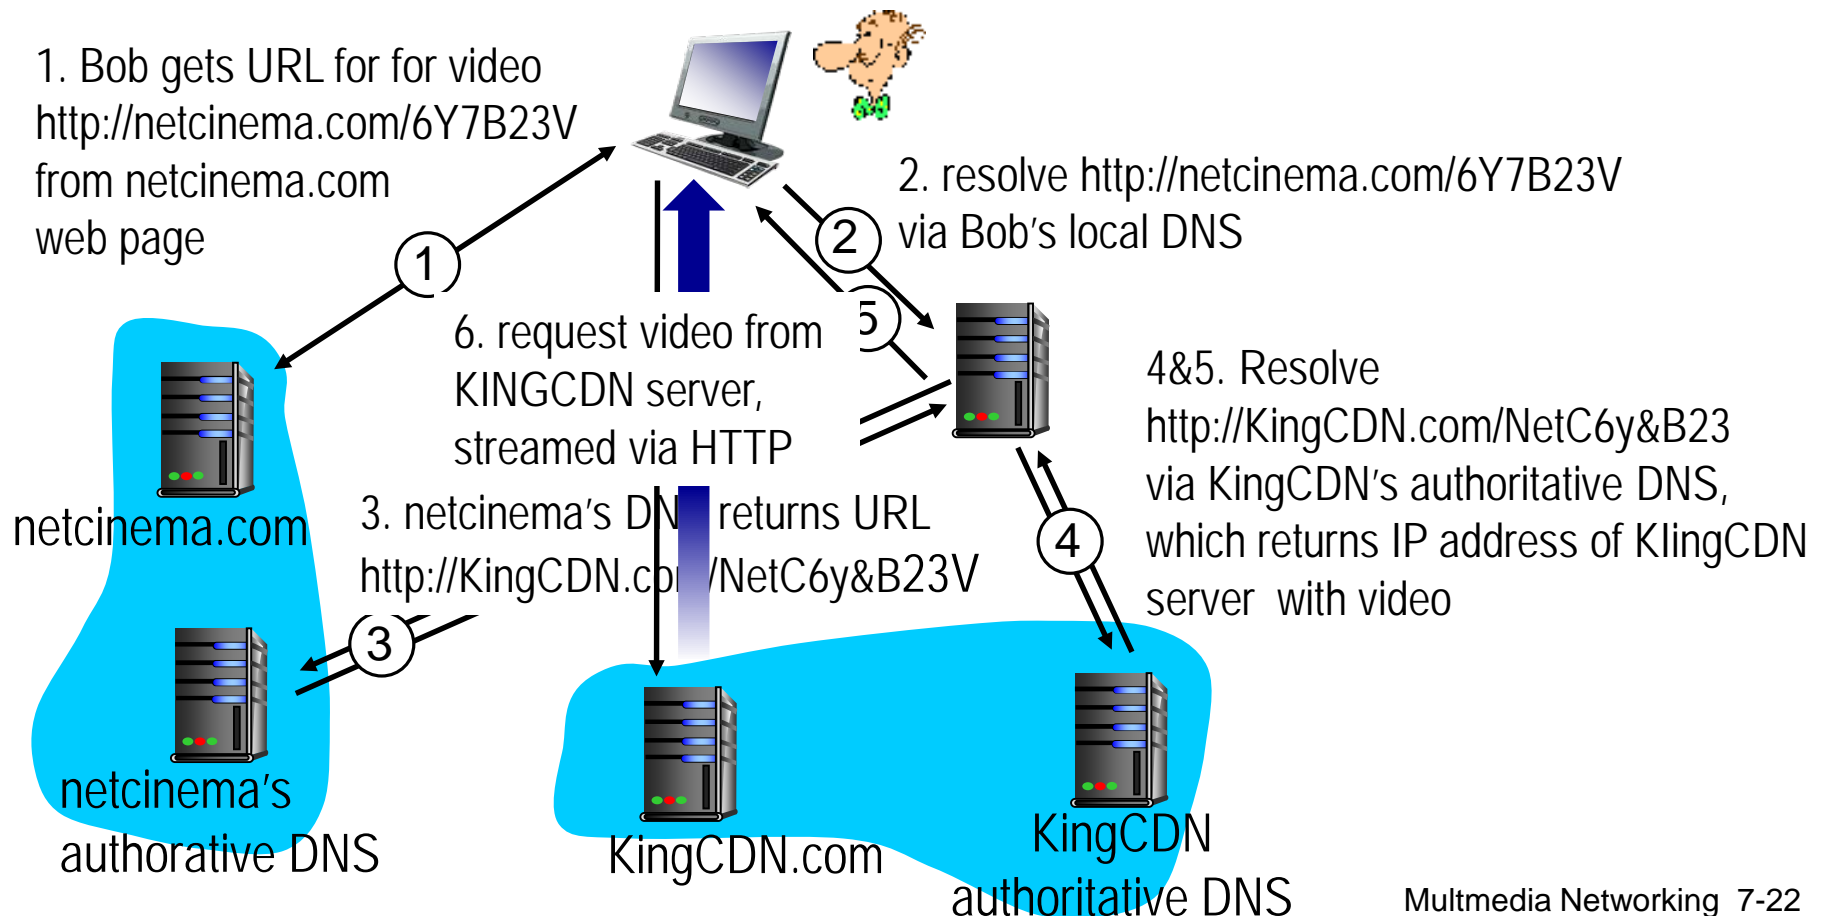 1. Bob gets URL for for video
http://netcinema.com/6Y7B23V
from netcinema.com
web page
2. resolve http://netcinema.com/6Y7B23V
via Bob's local DNS
1
2
5
6. request video from
KINGCDN server,
streamed via HTTP
4&5. Resolve
http://KingCDN.com/NetC6y&B23
via KingCDN's authoritative DNS,
which returns IP address of KIingCDN
server with video
netcinema.com
3. netcinema's DN returns URL
http://KingCDN.com/NetC6y&B23V
4
3
netcinema's
authorative DNS
KingCDN.com
KingCDN
authoritative DNS
Multmedia Networking 7-22